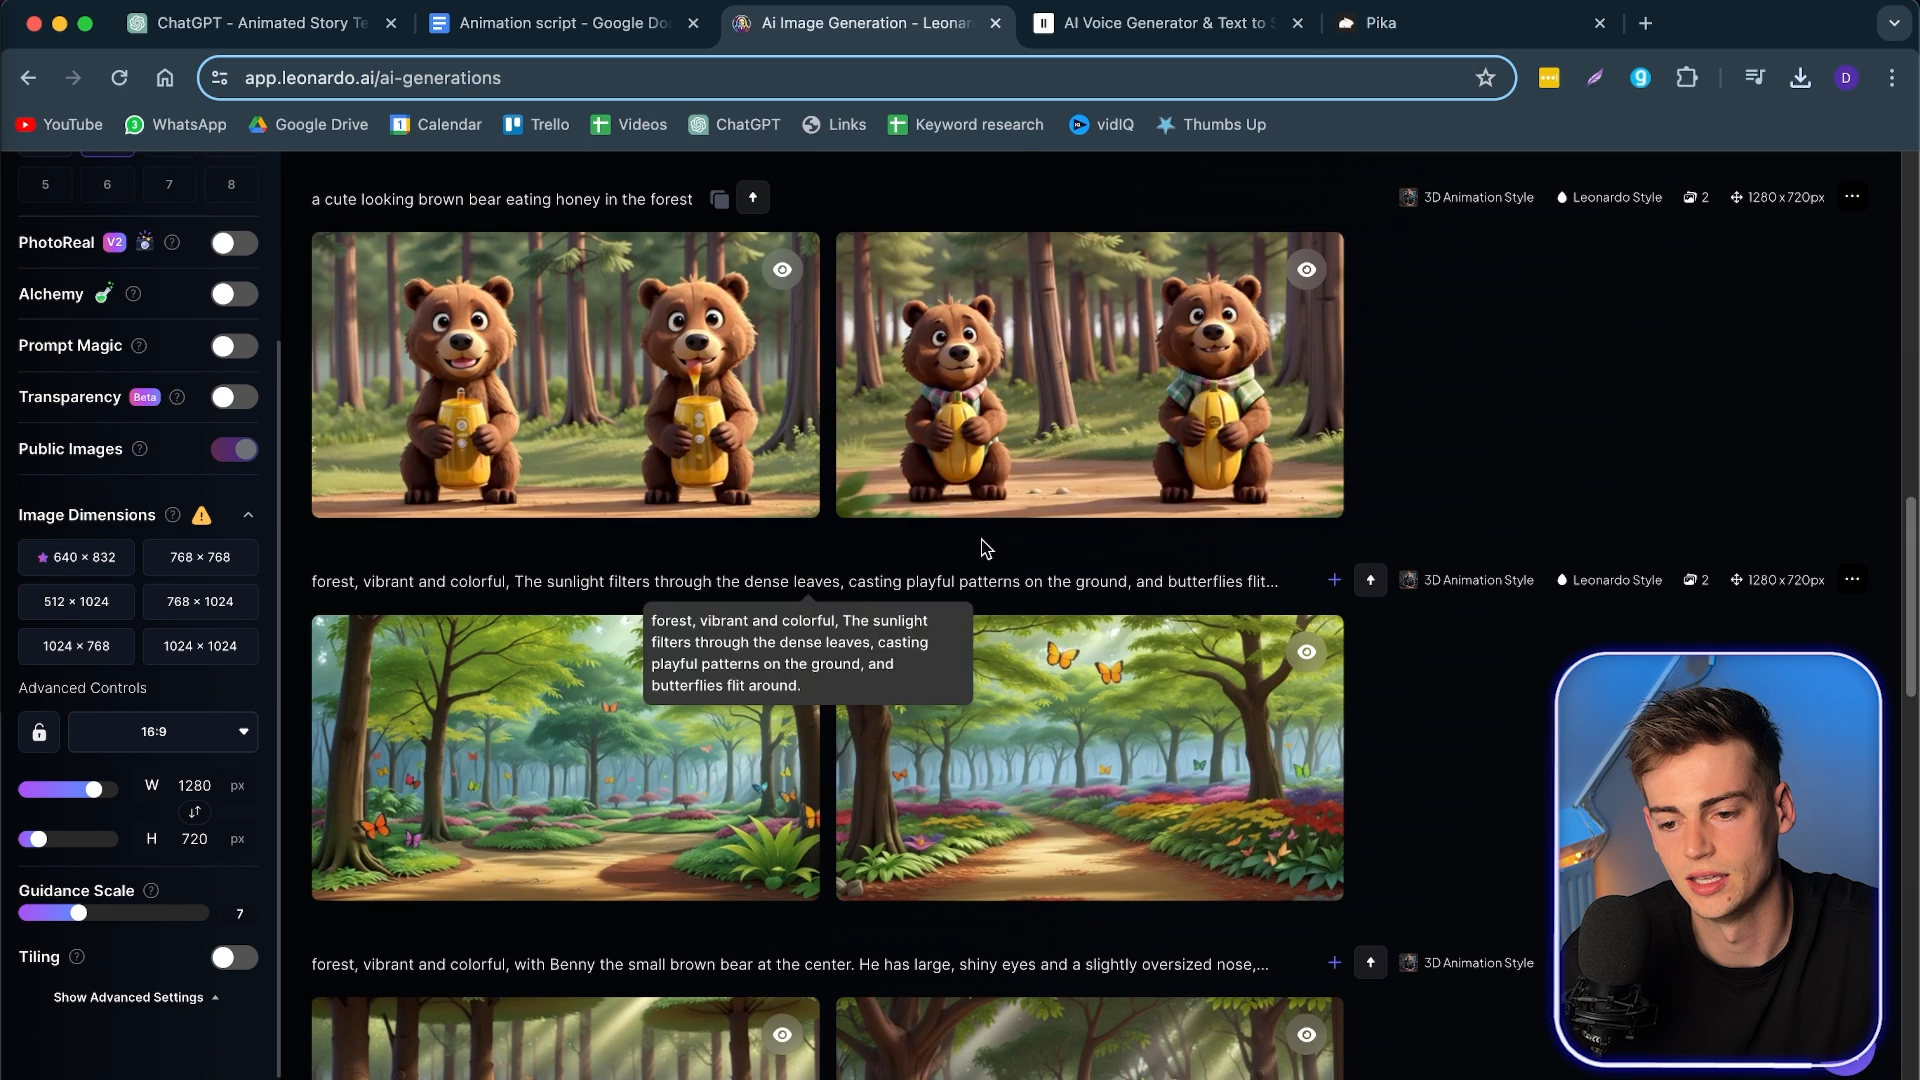 ChatGPT - Animated Story Te
Animation script - Google Do
Ai Image Generation - Leonar
AI Voice Generator & Text to S
Pika
app.leonardo.ai/ai-generations
D
YouTube
WhatsApp
Google Drive
Calendar
Trello
Videos
ChatGPT
Links
Keyword research
vidIQ
Thumbs Up
5 6 7 8
PhotoReal V2
Alchemy
Prompt Magic
Transparency Beta
Public Images
Image Dimensions
640 × 832
768 × 768
512 × 1024
768 × 1024
1024 × 768
1024 × 1024
Advanced Controls
16:9
W 1280 px
H 720 px
Guidance Scale
7
Tiling
Show Advanced Settings
a cute looking brown bear eating honey in the forest
3D Animation Style
Leonardo Style
2
1280 x 720px
forest, vibrant and colorful, The sunlight filters through the dense leaves, casting playful patterns on the ground, and butterflies flit...
3D Animation Style
Leonardo Style
2
1280 x 720px
forest, vibrant and colorful, The sunlight
filters through the dense leaves, casting
playful patterns on the ground, and
butterflies flit around.
forest, vibrant and colorful, with Benny the small brown bear at the center. He has large, shiny eyes and a slightly oversized nose,...
3D Animation Style